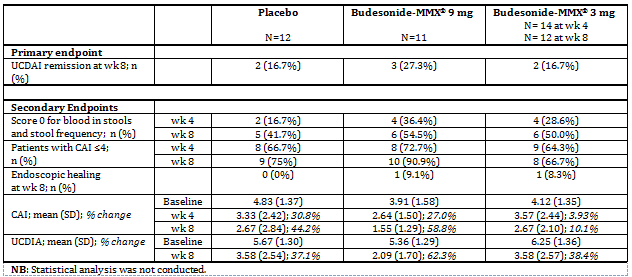 Placebo Budesonide-MMX® 9 mg Budesonide-MMX® 3 mg
N= 14 at wk 4
N=12 N=11 N= 12 at wk 8
Primary endpoint
UCDAI remission at wk 8; n (%) 2 (16.7%) 3 (27.3%) 2 (16.7%)
Secondary Endpoints
Score 0 for blood in stools and stool frequency; n (%) wk 4 2 (16.7%) 4 (36.4%) 4 (28.6%)
wk 8 5 (41.7%) 6 (54.5%) 6 (50.0%)
Patients with CAI ≤4; n (%) wk 4 8 (66.7%) 8 (72.7%) 9 (64.3%)
wk 8 9 (75%) 10 (90.9%) 8 (66.7%)
Endoscopic healing at wk 8; n (%) 0 (0%) 1 (9.1%) 1 (8.3%)
CAI; mean (SD); % change Baseline 4.83 (1.37) 3.91 (1.58) 4.12 (1.35)
wk 4 3.33 (2.42); 30.8% 2.64 (1.50); 27.0% 3.57 (2.44); 3.93%
wk 8 2.67 (2.84); 44.2% 1.55 (1.29); 58.8% 2.67 (2.10); 10.1%
UCDIA; mean (SD); % change Baseline 5.67 (1.30) 5.36 (1.29) 6.25 (1.36)
wk 8 3.58 (2.54); 37.1% 2.09 (1.70); 62.3% 3.58 (2.57); 38.4%
NB: Statistical analysis was not conducted.